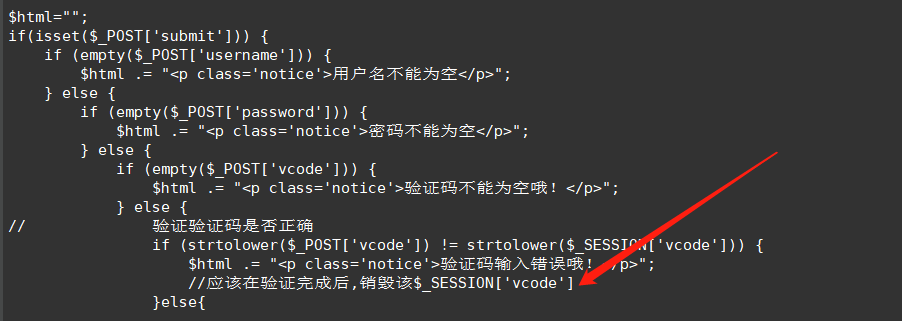 $html="";
if(isset($_POST['submit'])) {
    if (empty($_POST['username'])) {
        $html .= "<p class='notice'>用户名不能为空</p>";
    } else {
        if (empty($_POST['password'])) {
            $html .= "<p class='notice'>密码不能为空</p>";
        } else {
            if (empty($_POST['vcode'])) {
                $html .= "<p class='notice'>验证码不能为空哦！</p>";
            } else {
//              验证验证码是否正确
                if (strtolower($_POST['vcode']) != strtolower($_SESSION['vcode'])) {
                    $html .= "<p class='notice'>验证码输入错误哦！</p>";
                    //应该在验证完成后,销毁该$_SESSION['vcode']
                }else{